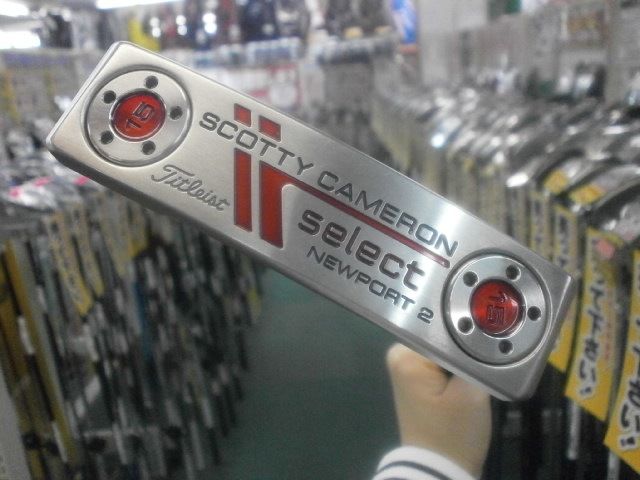 15
SCOTTY CAMERON
Titleist
select
NEWPORT 2
15